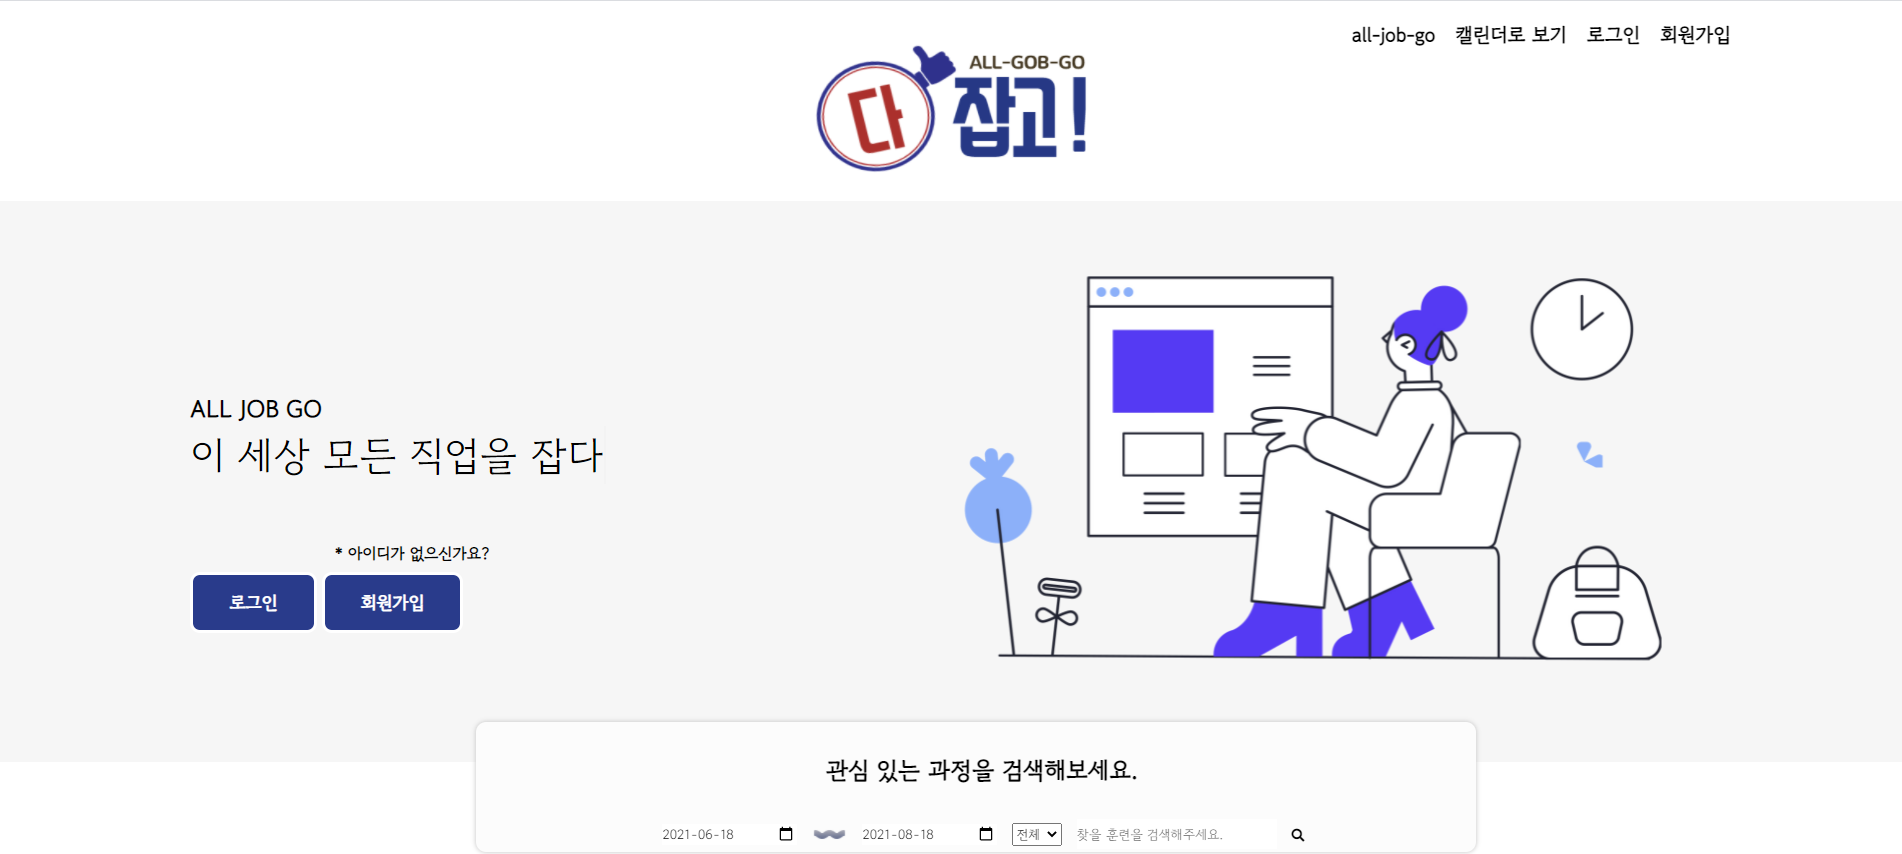 all-job-go 캘린더로 보기 로그인 회원가입
ALL-GOB-GO
다 잡고!
ALL JOB GO
이 세상 모든 직업을 잡다
* 아이디가 없으신가요?
로그인 회원가입
관심 있는 과정을 검색해보세요.
2021-06-18 2021-08-18 전체 찾을 훈련을 검색해주세요.